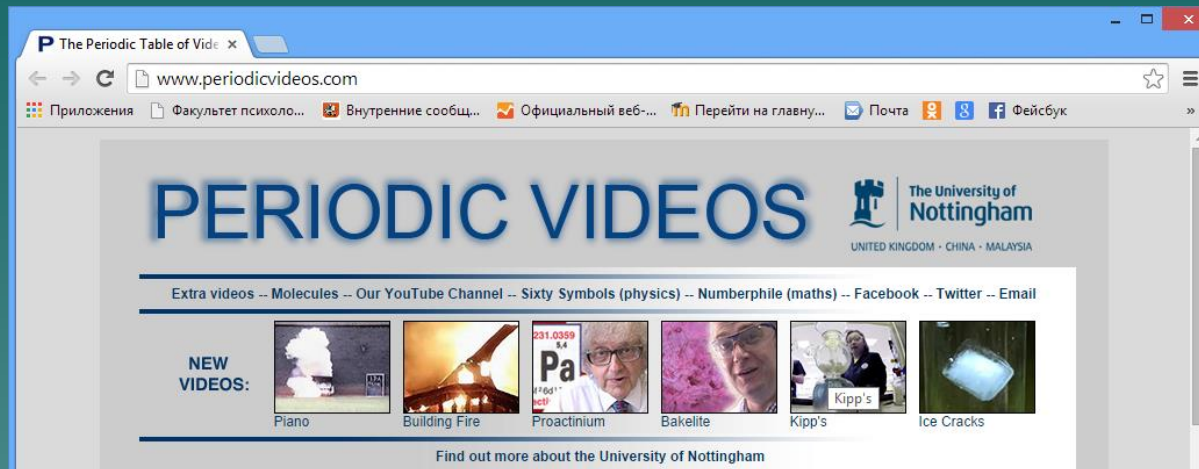 The Periodic Table of Vide
www.periodicvideos.com
Приложения Факультет психоло... Внутренние сообщ... Официальный веб-... Перейти на главну... Почта Фейсбук »
PERIODIC VIDEOS
The University of
Nottingham
UNITED KINGDOM · CHINA · MALAYSIA
Extra videos -- Molecules -- Our YouTube Channel -- Sixty Symbols (physics) -- Numberphile (maths) -- Facebook -- Twitter -- Email
NEW
VIDEOS:
231.0359
5,4
Pa
Kipp's
Piano Building Fire Proactinium Bakelite Kipp's Ice Cracks
Find out more about the University of Nottingham